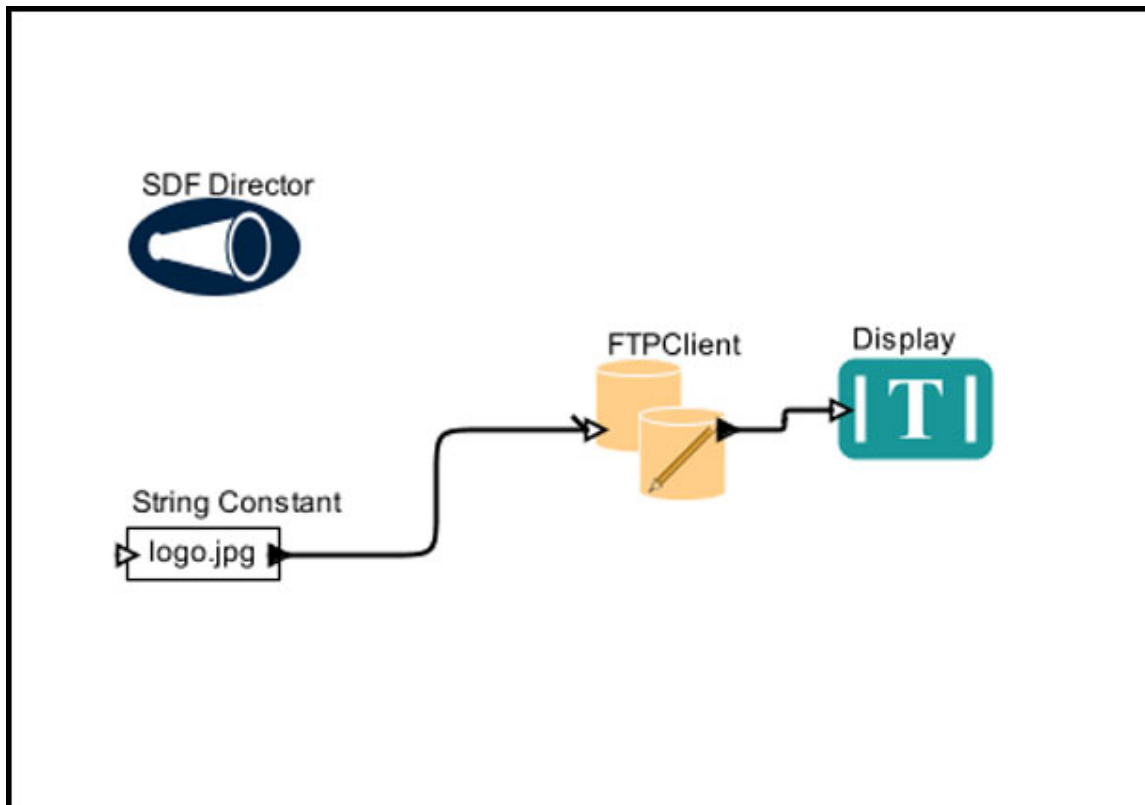 SDF Director
FTPClient
Display
T
String Constant
logo.jpg